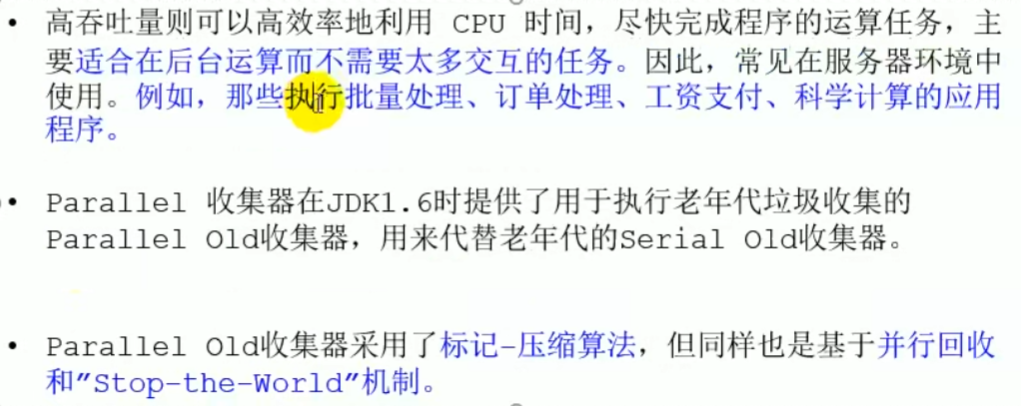 • 高吞吐量则可以高效率地利用 CPU 时间，尽快完成程序的运算任务，主
要适合在后台运算而不需要太多交互的任务。因此，常见在服务器环境中
使用。例如，那些执行批量处理、订单处理、工资支付、科学计算的应用
程序。
• Parallel 收集器在JDK1.6时提供了用于执行老年代垃圾收集的
Parallel Old收集器，用来代替老年代的Serial Old收集器。
• Parallel Old收集器采用了标记-压缩算法，但同样也是基于并行回收
和”Stop-the-World”机制。